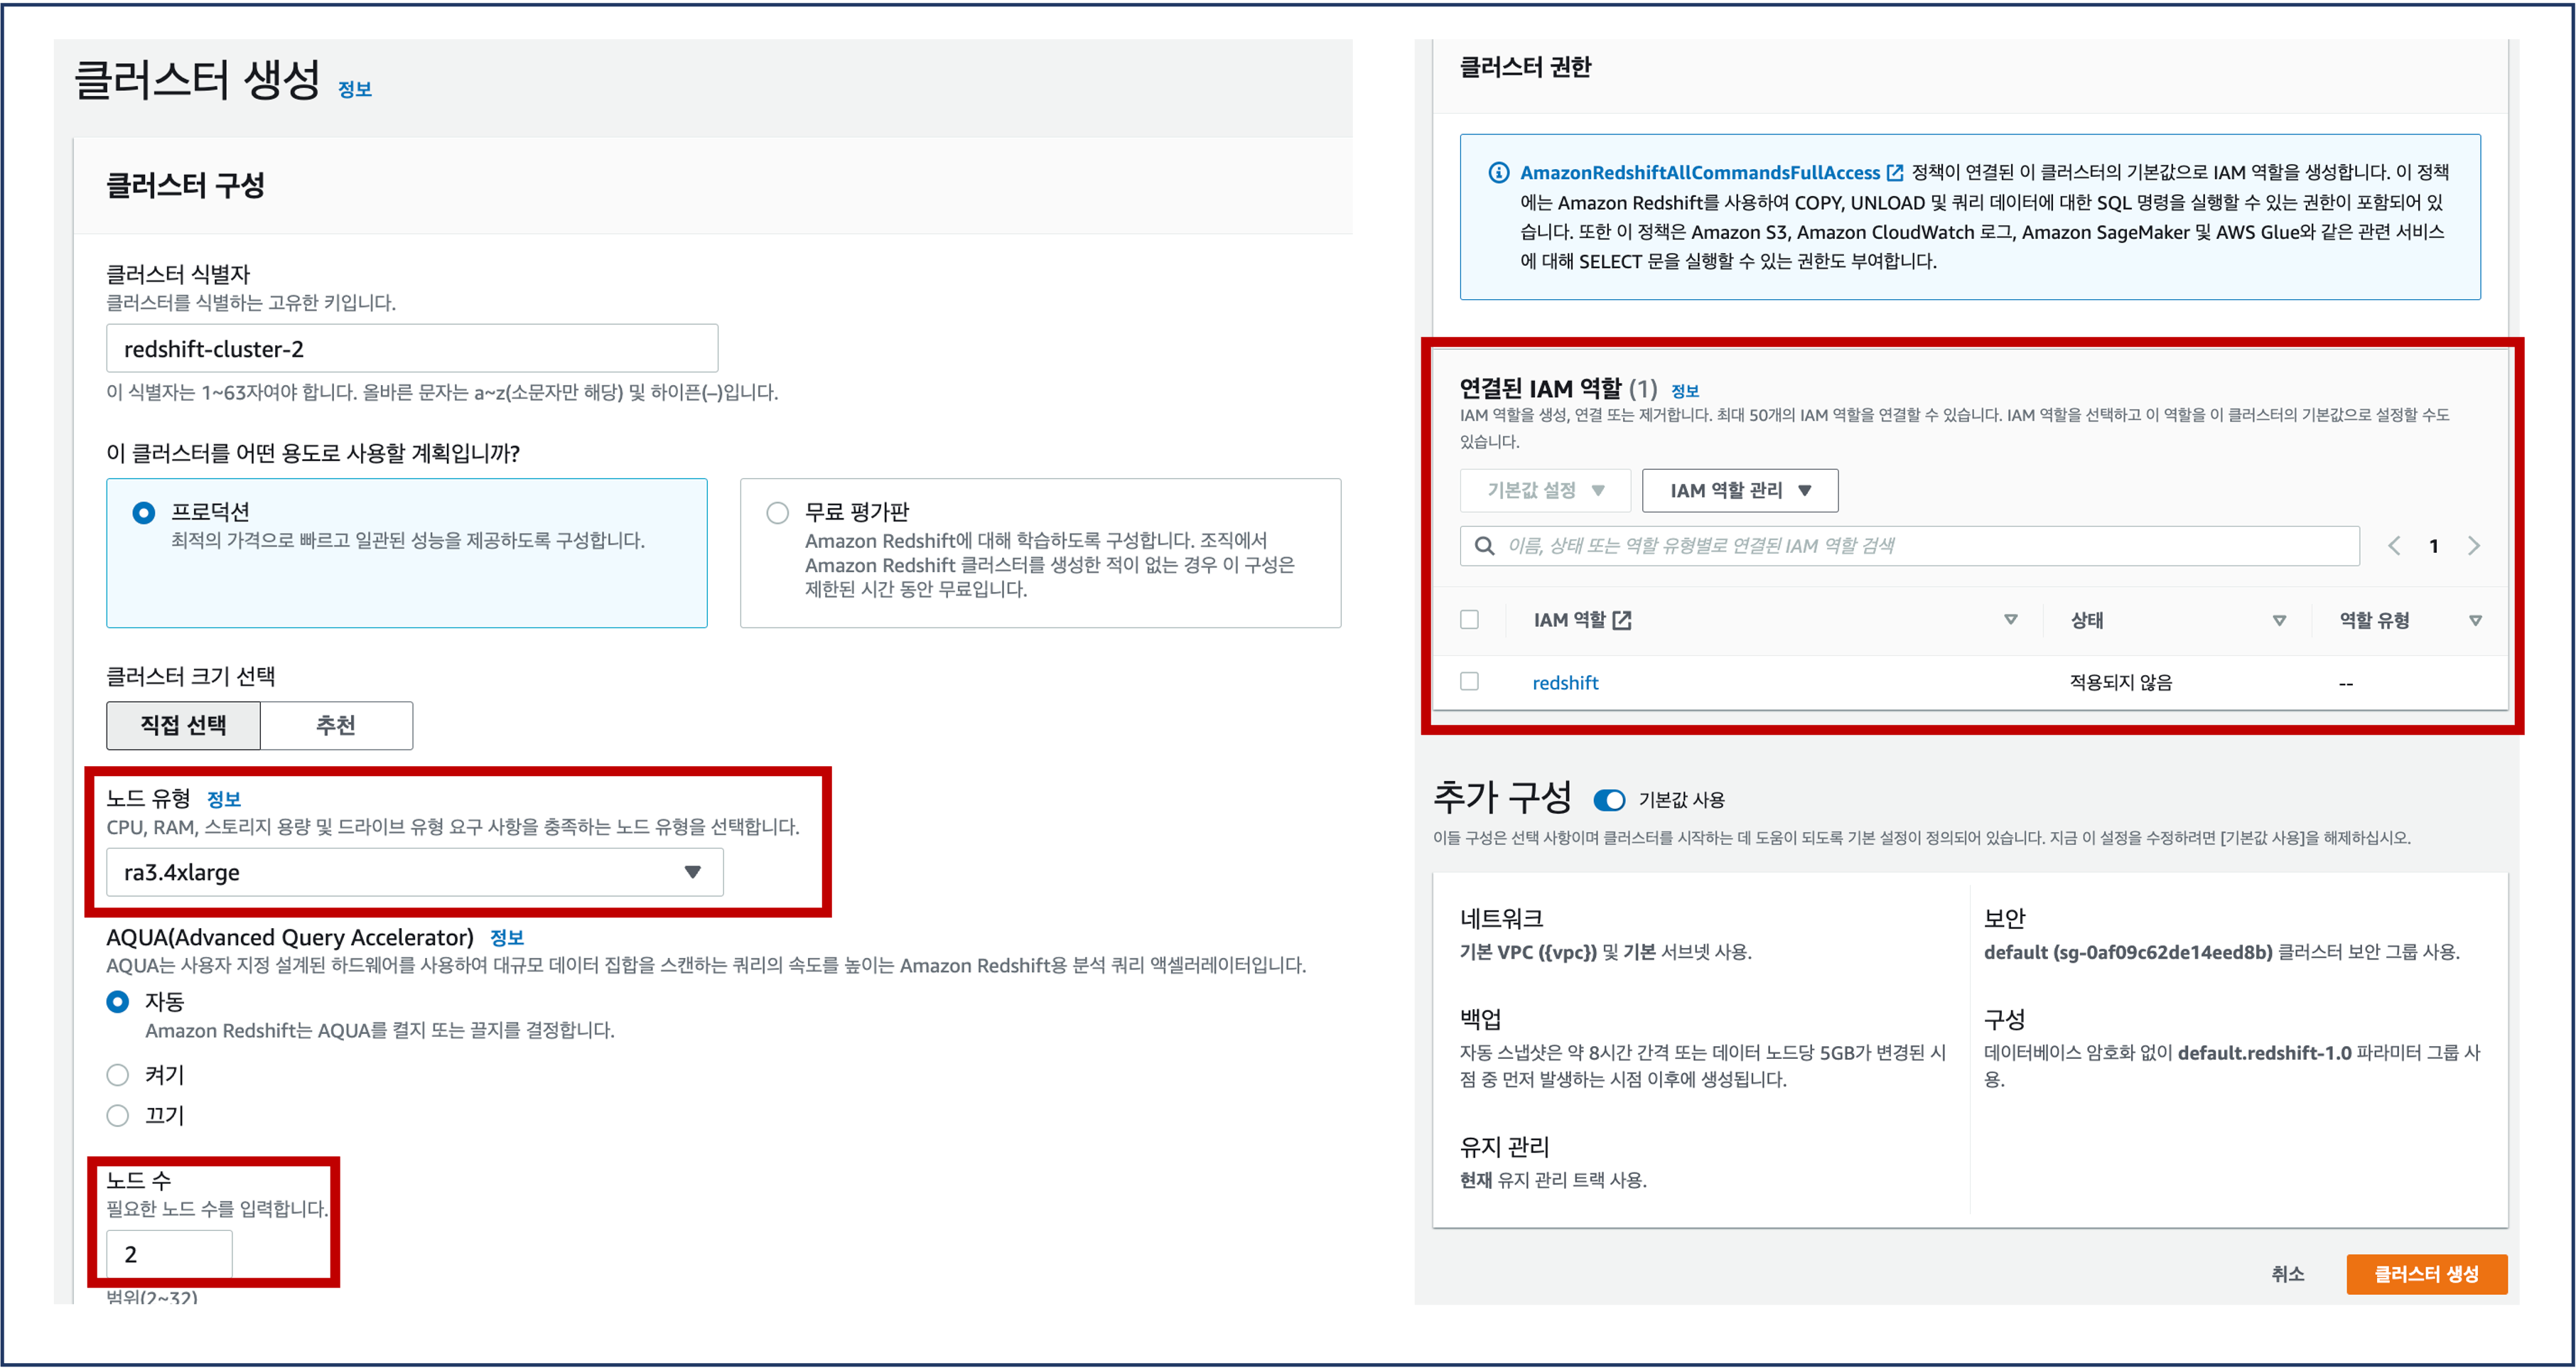 클러스터 생성 정보
클러스터 구성
클러스터 식별자
클러스터를 식별하는 고유한 키입니다.
redshift-cluster-2
이 식별자는 1~63자여야 합니다. 올바른 문자는 a~z(소문자만 해당) 및 하이픈(–)입니다.
이 클러스터를 어떤 용도로 사용할 계획입니까?
프로덕션
최적의 가격으로 빠르고 일관된 성능을 제공하도록 구성합니다.
무료 평가판
Amazon Redshift에 대해 학습하도록 구성합니다. 조직에서
Amazon Redshift 클러스터를 생성한 적이 없는 경우 이 구성은
제한된 시간 동안 무료입니다.
클러스터 크기 선택
직접 선택 추천
노드 유형 정보
CPU, RAM, 스토리지 용량 및 드라이브 유형 요구 사항을 충족하는 노드 유형을 선택합니다.
ra3.4xlarge
AQUA(Advanced Query Accelerator) 정보
AQUA는 사용자 지정 설계된 하드웨어를 사용하여 대규모 데이터 집합을 스캔하는 쿼리의 속도를 높이는 Amazon Redshift용 분석 쿼리 액셀러레이터입니다.
자동
Amazon Redshift는 AQUA를 켤지 또는 끌지를 결정합니다.
켜기
끄기
노드 수
필요한 노드 수를 입력합니다.
2
범위(2~32)
클러스터 권한
AmazonRedshiftAllCommandsFullAccess 정책이 연결된 이 클러스터의 기본값으로 IAM 역할을 생성합니다. 이 정책
에는 Amazon Redshift를 사용하여 COPY, UNLOAD 및 쿼리 데이터에 대한 SQL 명령을 실행할 수 있는 권한이 포함되어 있
습니다. 또한 이 정책은 Amazon S3, Amazon CloudWatch 로그, Amazon SageMaker 및 AWS Glue와 같은 관련 서비스
에 대해 SELECT 문을 실행할 수 있는 권한도 부여합니다.
연결된 IAM 역할 (1) 정보
IAM 역할을 생성, 연결 또는 제거합니다. 최대 50개의 IAM 역할을 연결할 수 있습니다. IAM 역할을 선택하고 이 역할을 이 클러스터의 기본값으로 설정할 수도
있습니다.
기본값 설정 IAM 역할 관리
이름, 상태 또는 역할 유형별로 연결된 IAM 역할 검색 1
IAM 역할 상태 역할 유형
redshift 적용되지 않음 --
추가 구성 기본값 사용
이들 구성은 선택 사항이며 클러스터를 시작하는 데 도움이 되도록 기본 설정이 정의되어 있습니다. 지금 이 설정을 수정하려면 [기본값 사용]을 해제하십시오.
네트워크
기본 VPC ({vpc}) 및 기본 서브넷 사용.
백업
자동 스냅샷은 약 8시간 간격 또는 데이터 노드당 5GB가 변경된 시
점 중 먼저 발생하는 시점 이후에 생성됩니다.
유지 관리
현재 유지 관리 트랙 사용.
보안
default (sg-0af09c62de14eed8b) 클러스터 보안 그룹 사용.
구성
데이터베이스 암호화 없이 default.redshift-1.0 파라미터 그룹 사
용.
취소 클러스터 생성